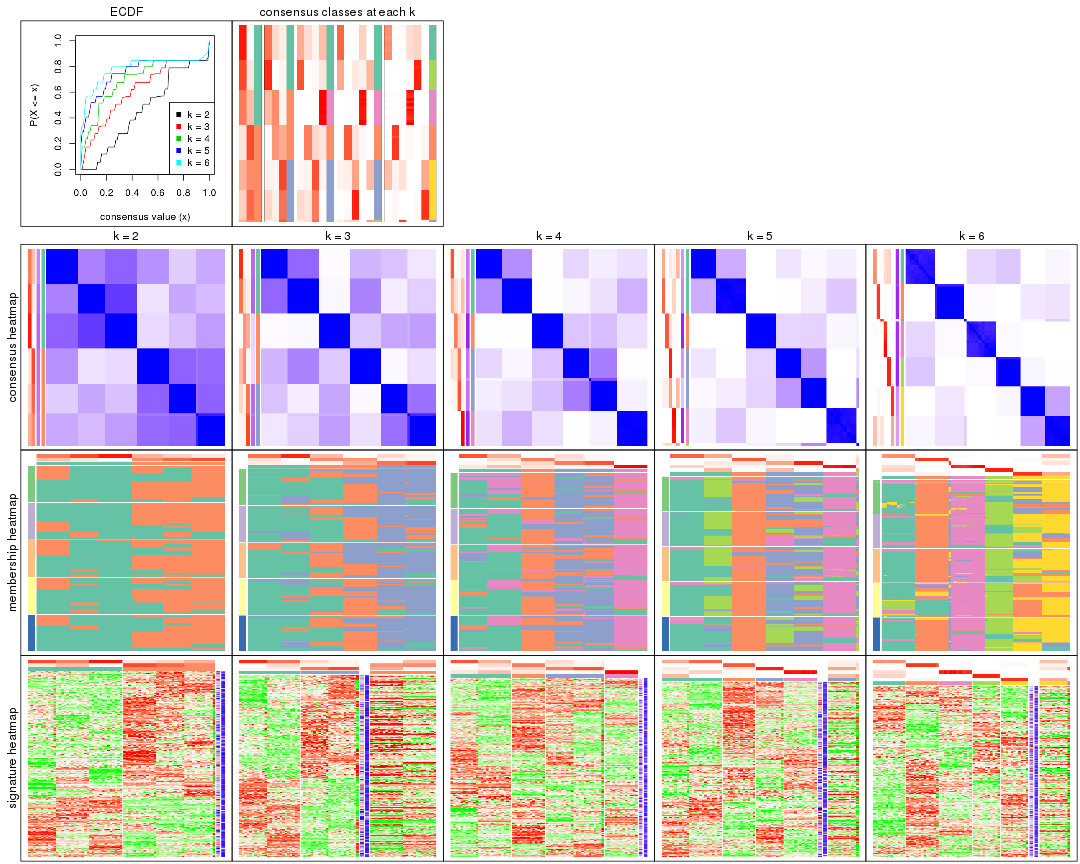 ECDF
consensus classes at each k
P(X <= x)
1.0
0.8
0.6
0.4
0.2
0.0
k = 2
k = 3
k = 4
k = 5
k = 6
0.0 0.2 0.4 0.6 0.8 1.0
consensus value (x)
k = 2 k = 3 k = 4 k = 5 k = 6
consensus heatmap
membership heatmap
signature heatmap